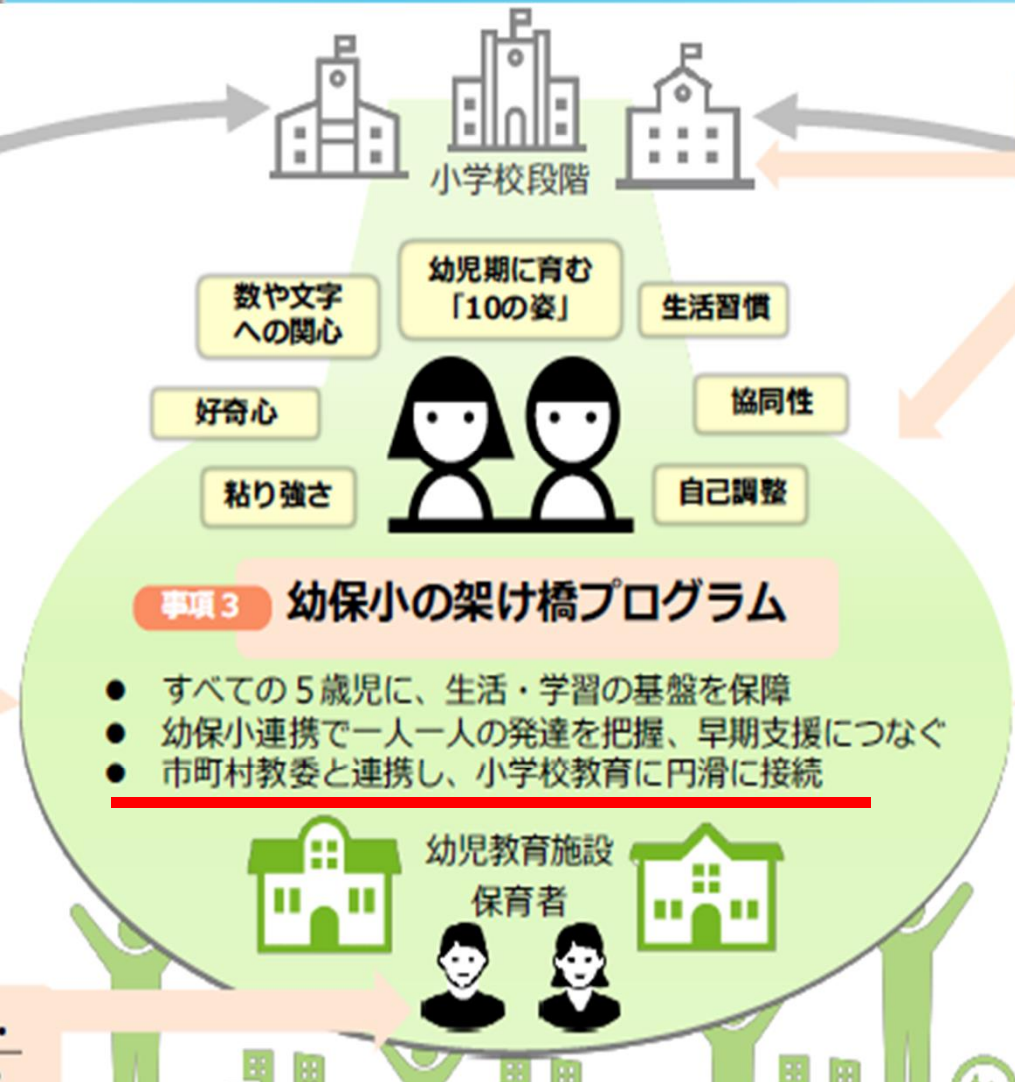 小学校段階
幼児期に育む
「10の姿」
数や文字
への関心
生活習慣
好奇心
協同性
粘り強さ
自己調整
事項3 幼保小の架け橋プログラム
● すべての5歳児に、生活・学習の基盤を保障
● 幼保小連携で一人一人の発達を把握、早期支援につなぐ
● 市町村教委と連携し、小学校教育に円滑に接続
幼児教育施設
保育者